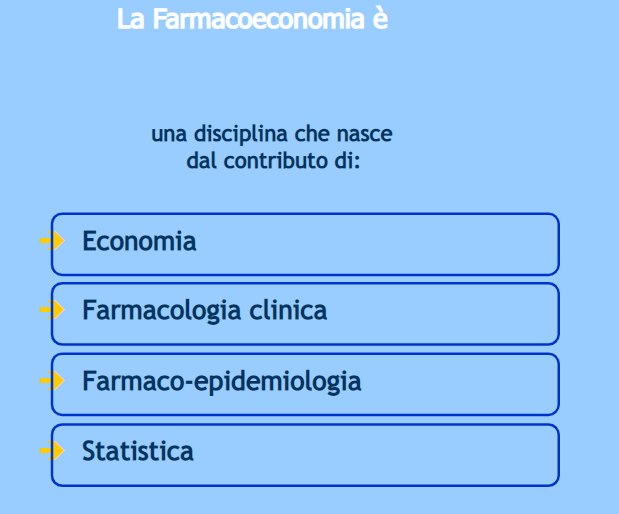 La Farmacoeconomia è
una disciplina che nasce
dal contributo di:
Economia
Farmacologia clinica
Farmaco-epidemiologia
Statistica